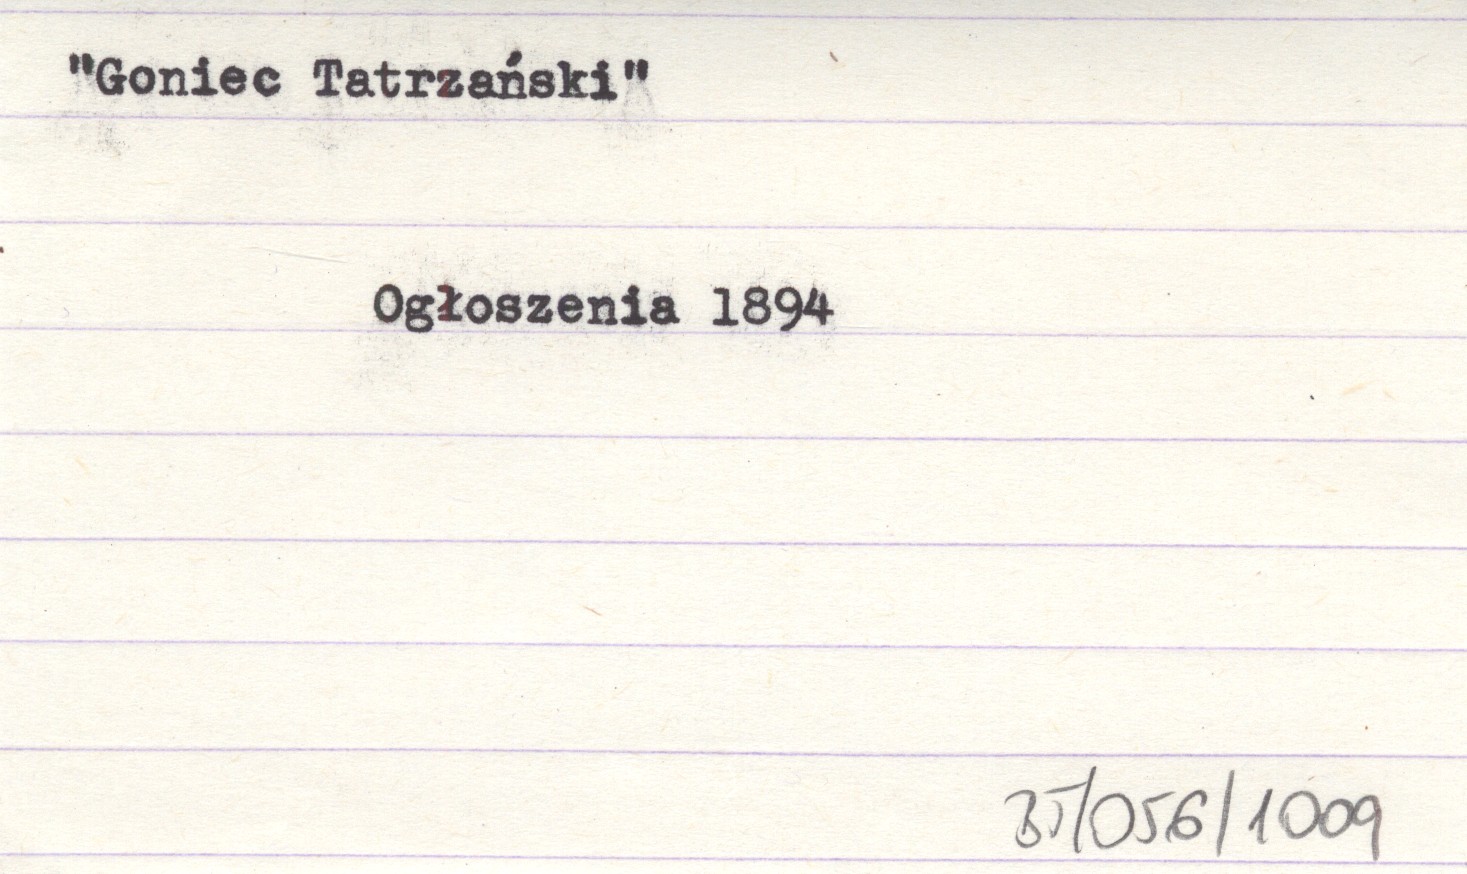 "Goniec Tatrzański"
Ogłoszenia 1894
BJ/056/1009